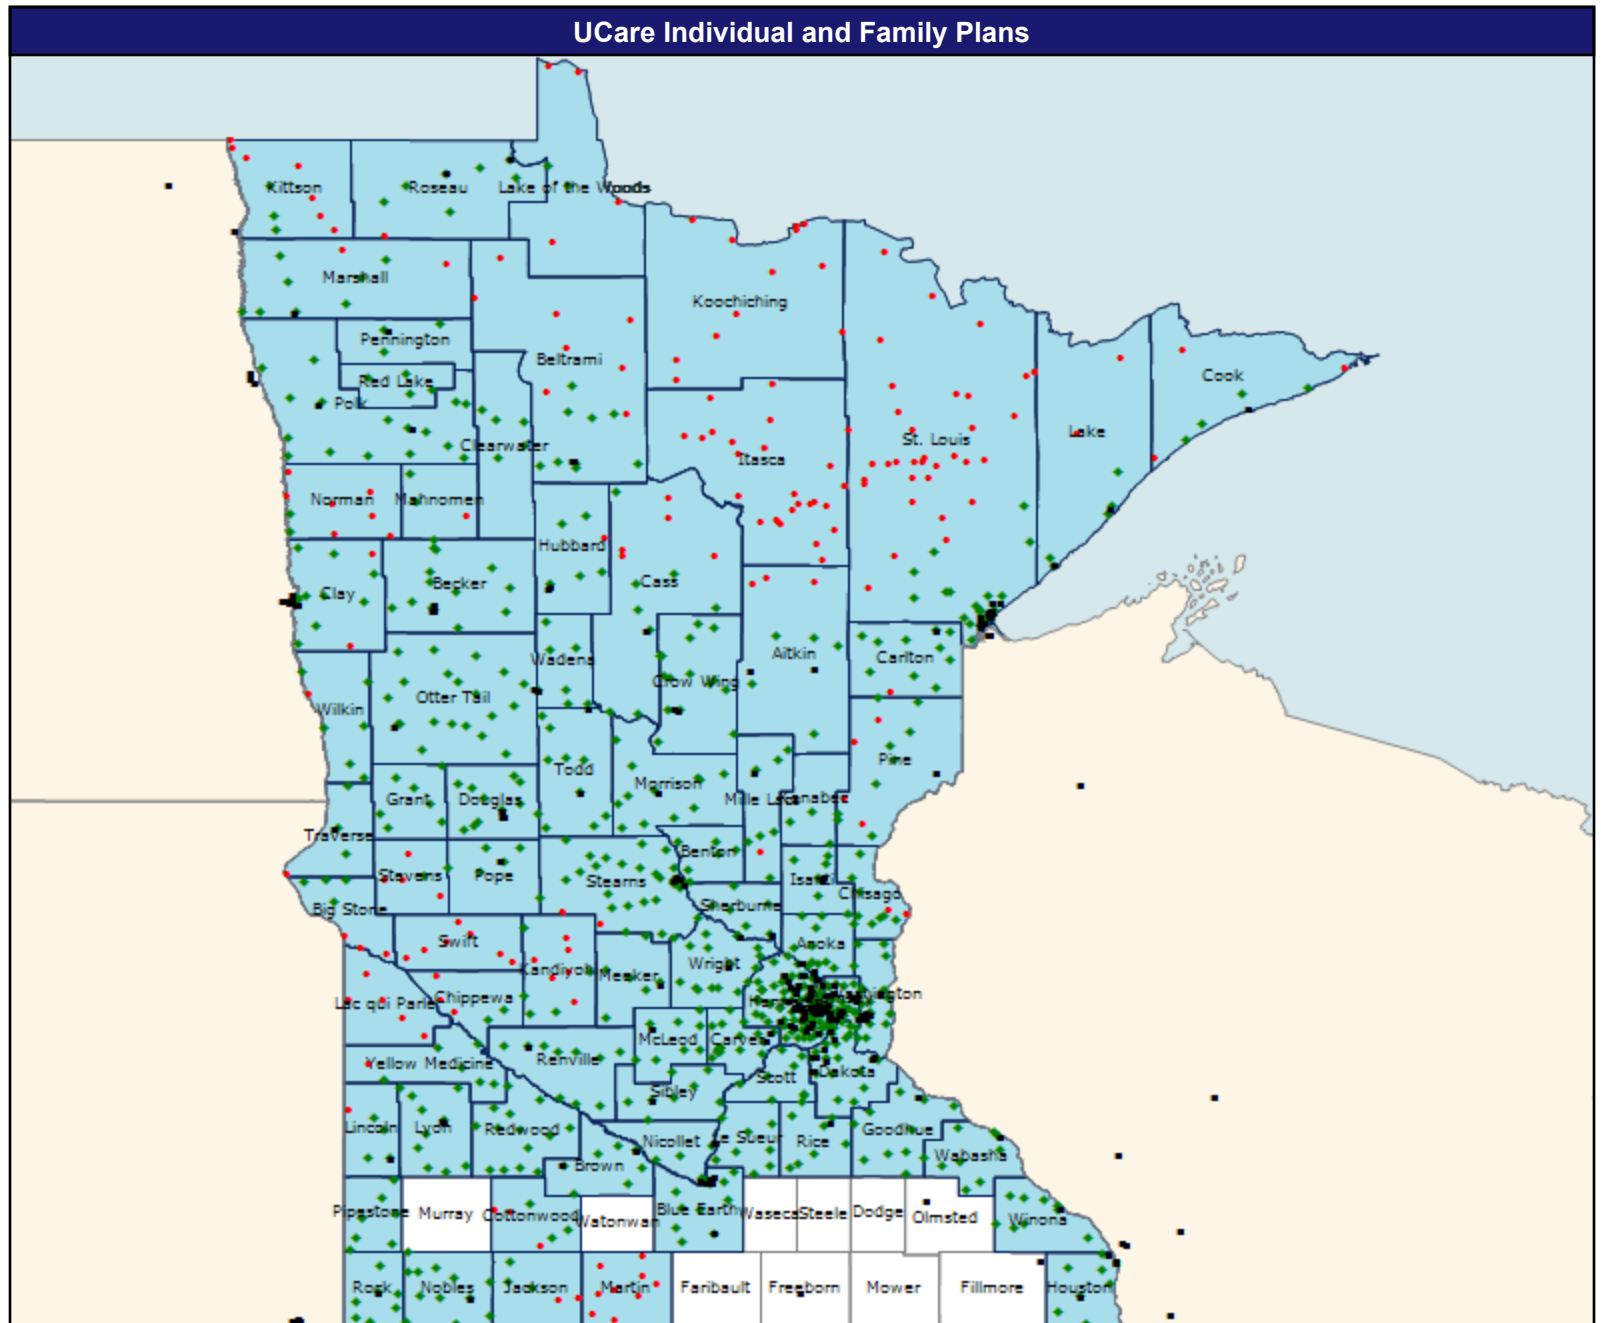 UCare Individual and Family Plans
Kittson
Roseau
Lake of the Woods
Marshall
Koochiching
Pennington
Beltrami
Cook
Red Lake
Polk
Clearwater
St. Louis
Lake
Itasca
Norman
Mahnomen
Hubbard
Cass
Becker
Clay
Wadena
Aitkin
Carlton
Crow Wing
Otter Tail
Wilkin
Pine
Todd
Morrison
Grant
Douglas
Mille Lacs
Kanabec
Traverse
Benton
Stevens
Pope
Stearns
Isanti
Chisago
Big Stone
Sherburne
Swift
Anoka
Wright
Kandiyohi
Meeker
Lac qui Parle
Chippewa
McLeod
Carver
Yellow Medicine
Renville
Scott
Dakota
Sibley
Lincoln
Lyon
Redwood
Nicollet
Le Sueur
Rice
Goodhue
Wabasha
Brown
Pipestone
Murray
Cottonwood
Watonwan
Blue Earth
Waseca
Steele
Dodge
Olmsted
Winona
Rock
Nobles
Jackson
Martin
Faribault
Freeborn
Mower
Fillmore
Houston